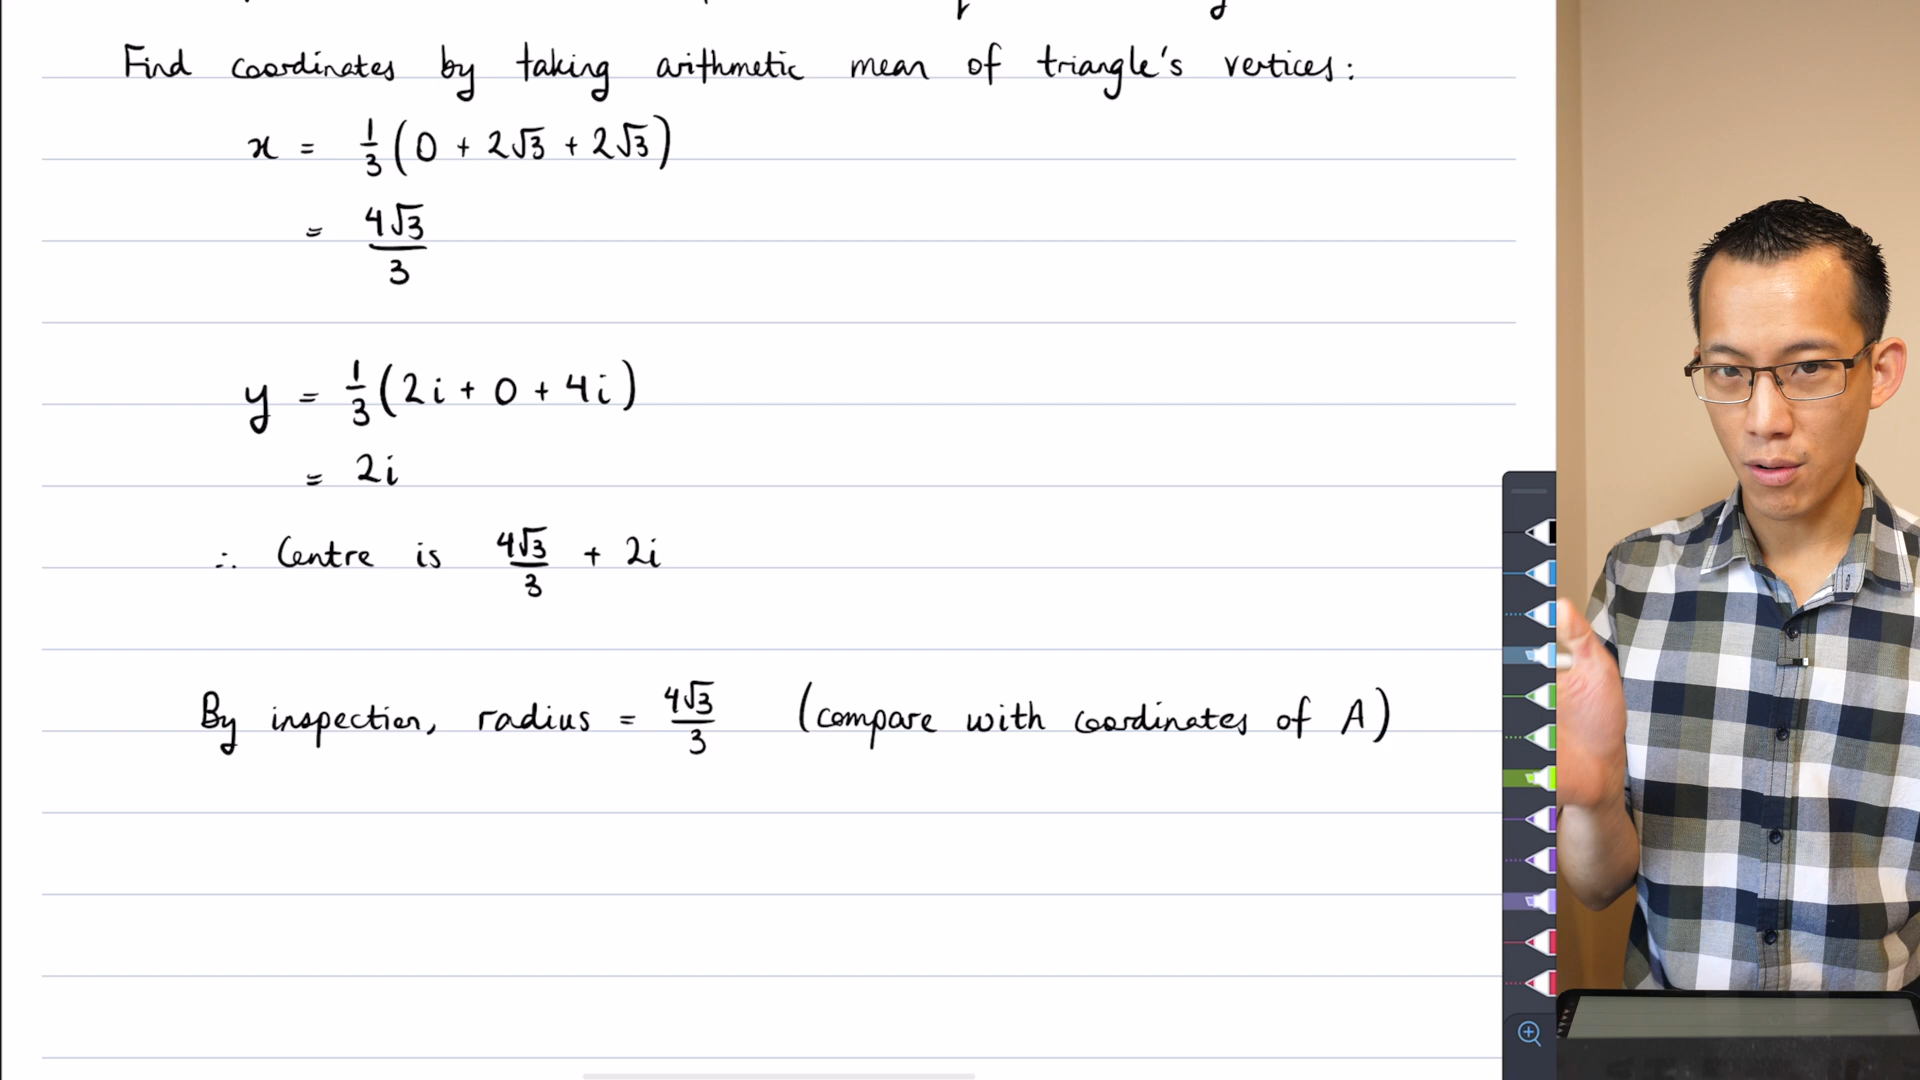 Find coordinates by taking arithmetic mean of triangle's vertices:
x = 1/3 (0 + 2√3 + 2√3)
= 4√3/3
y = 1/3 (2i + 0 + 4i)
= 2i
∴ Centre is 4√3/3 + 2i
By inspection, radius = 4√3/3 (compare with coordinates of A)